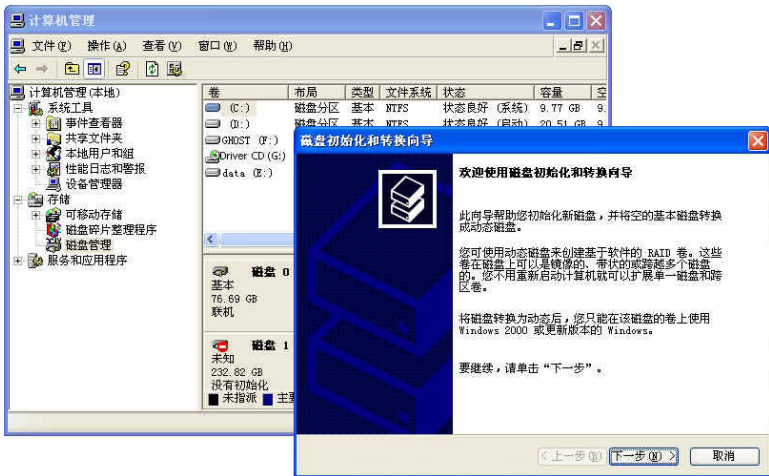 计算机管理
文件(F) 操作(A) 查看(V) 窗口(W) 帮助(H)
计算机管理(本地)
系统工具
事件查看器
共享文件夹
本地用户和组
性能日志和警报
设备管理器
存储
可移动存储
磁盘碎片整理程序
磁盘管理
服务和应用程序
卷 布局 类型 文件系统 状态 容量 空
(C:) 磁盘分区 基本 NTFS 状态良好 (系统) 9.77 GB 9.
(D:) 磁盘分区 基本 NTFS 状态良好 (启动) 20.51 GB 9
GHOST (F:)
Driver CD (G:)
data (E:)
磁盘 0
基本
76.69 GB
联机
磁盘 1
未知
232.82 GB
没有初始化
未指派 主要
磁盘初始化和转换向导
欢迎使用磁盘初始化和转换向导
此向导帮助您初始化新磁盘，并将空的基本磁盘转换
成动态磁盘。
您可使用动态磁盘来创建基于软件的 RAID 卷。这些
卷在磁盘上可以是镜像的、带状的或跨越多个磁盘
的。您不用重新启动计算机就可以扩展单一磁盘和跨
区卷。
将磁盘转换为动态后，您只能在该磁盘的卷上使用
Windows 2000 或更新版本的 Windows。
要继续，请单击“下一步”。
< 上一步(B) 下一步(N) > 取消